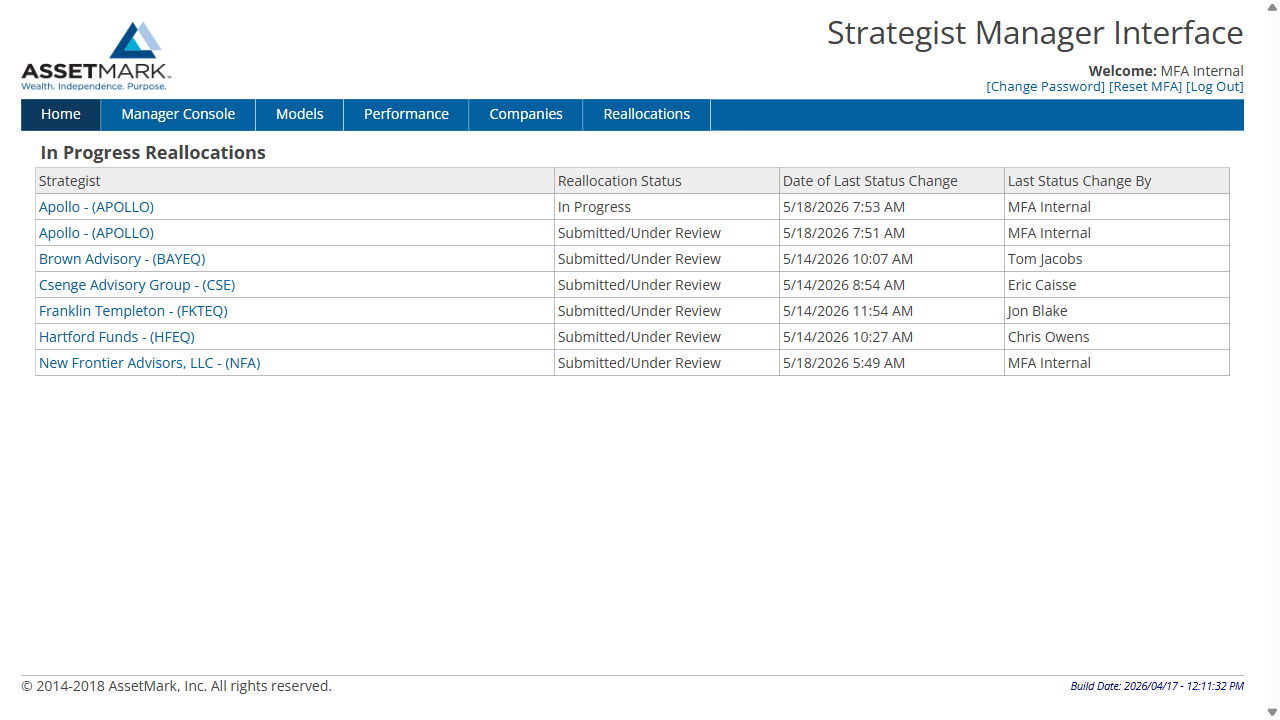 Strategist Manager Interface
ASSETMARK™
Wealth. Independence. Purpose.
Welcome: MFA Internal
[Change Password] [Reset MFA] [Log Out]
Home Manager Console Models Performance Companies Reallocations
In Progress Reallocations
Strategist Reallocation Status Date of Last Status Change Last Status Change By
Apollo - (APOLLO) In Progress 5/18/2026 7:53 AM MFA Internal
Apollo - (APOLLO) Submitted/Under Review 5/18/2026 7:51 AM MFA Internal
Brown Advisory - (BAYEQ) Submitted/Under Review 5/14/2026 10:07 AM Tom Jacobs
Csenge Advisory Group - (CSE) Submitted/Under Review 5/14/2026 8:54 AM Eric Caisse
Franklin Templeton - (FKTEQ) Submitted/Under Review 5/14/2026 11:54 AM Jon Blake
Hartford Funds - (HFEQ) Submitted/Under Review 5/14/2026 10:27 AM Chris Owens
New Frontier Advisors, LLC - (NFA) Submitted/Under Review 5/18/2026 5:49 AM MFA Internal
© 2014-2018 AssetMark, Inc. All rights reserved.
Build Date: 2026/04/17 - 12:11:32 PM